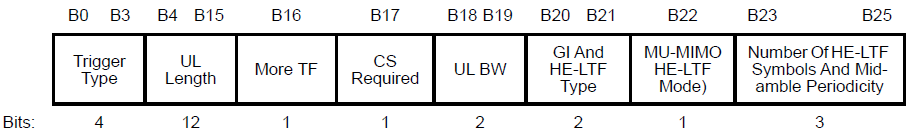 B0 B3 B4 B15 B16 B17 B18 B19 B20 B21 B22 B23 B25
Trigger
Type
UL
Length
More TF
CS
Required
UL BW
GI And
HE-LTF
Type
MU-MIMO
HE-LTF
Mode)
Number Of HE-LTF
Symbols And Mid-
amble Periodicity
Bits: 4 12 1 1 2 2 1 3